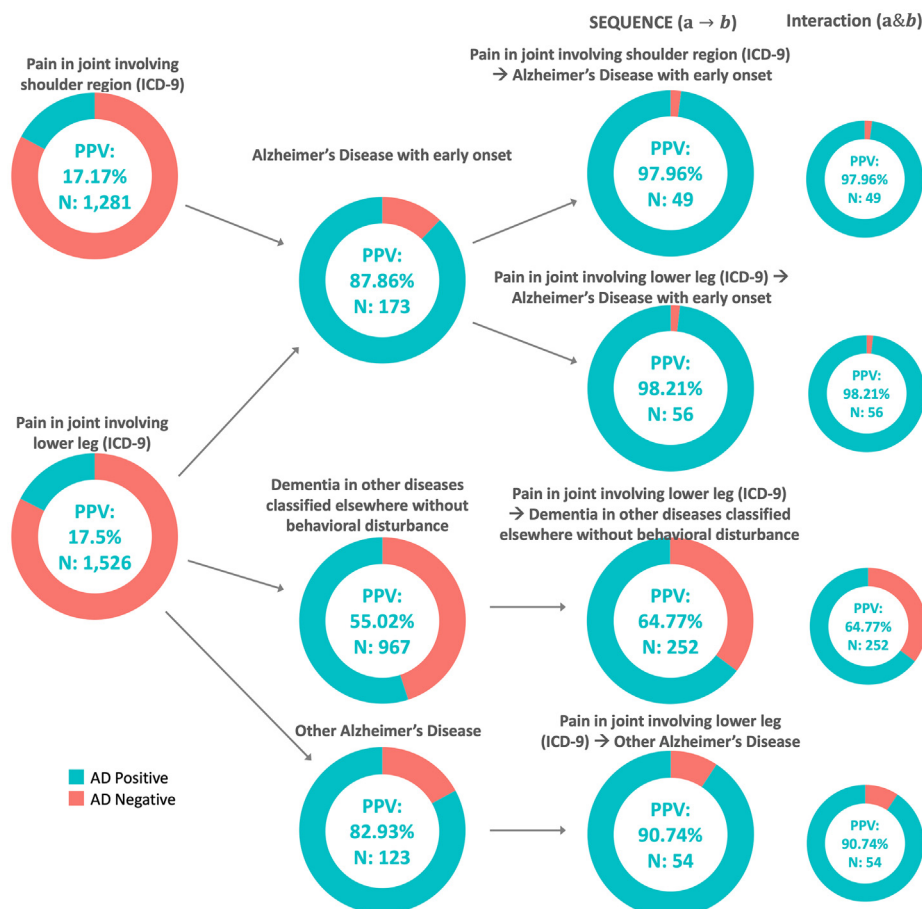 SEQUENCE (a → b)
Interaction (a&b)
Pain in joint involving
shoulder region (ICD-9)
PPV:
17.17%
N: 1,281
Alzheimer's Disease with early onset
PPV:
87.86%
N: 173
Pain in joint involving shoulder region (ICD-9)
→ Alzheimer's Disease with early onset
PPV:
97.96%
N: 49
PPV:
97.96%
N: 49
Pain in joint involving lower leg (ICD-9) →
Alzheimer's Disease with early onset
PPV:
98.21%
N: 56
PPV:
98.21%
N: 56
Pain in joint involving
lower leg (ICD-9)
PPV:
17.5%
N: 1,526
Dementia in other diseases
classified elsewhere without
behavioral disturbance
PPV:
55.02%
N: 967
Pain in joint involving lower leg (ICD-9)
→ Dementia in other diseases classified
elsewhere without behavioral disturbance
PPV:
64.77%
N: 252
PPV:
64.77%
N: 252
Other Alzheimer's Disease
PPV:
82.93%
N: 123
Pain in joint involving lower leg
(ICD-9) → Other Alzheimer's Disease
PPV:
90.74%
N: 54
PPV:
90.74%
N: 54
AD Positive
AD Negative